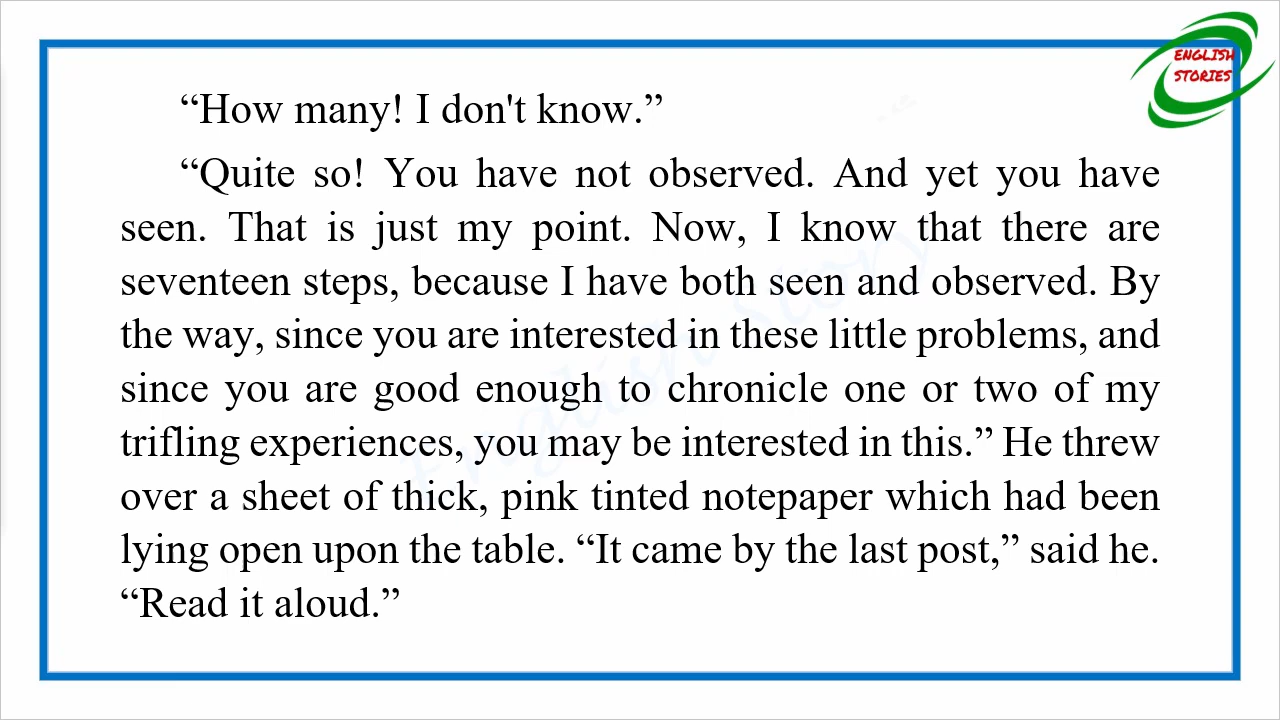 ENGLISH
STORIES
“How many! I don't know.”
“Quite so! You have not observed. And yet you have
seen. That is just my point. Now, I know that there are
seventeen steps, because I have both seen and observed. By
the way, since you are interested in these little problems, and
since you are good enough to chronicle one or two of my
trifling experiences, you may be interested in this.” He threw
over a sheet of thick, pink tinted notepaper which had been
lying open upon the table. “It came by the last post,” said he.
“Read it aloud.”
English Story